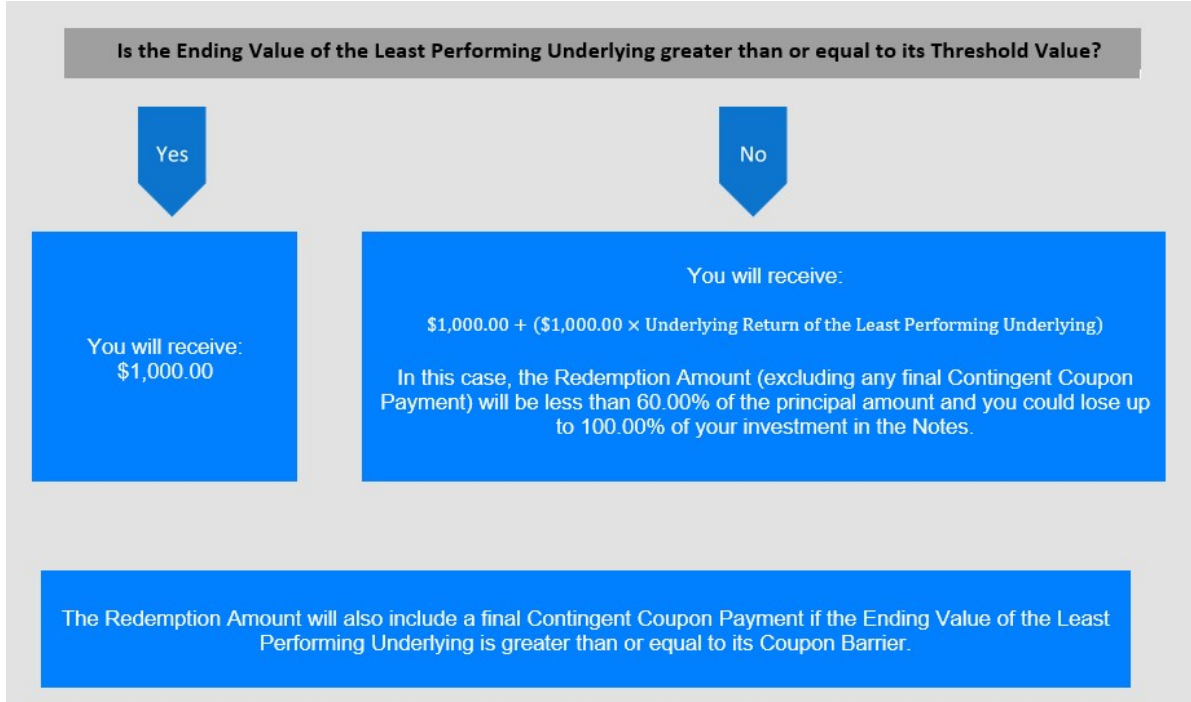 Is the Ending Value of the Least Performing Underlying greater than or equal to its Threshold Value?
Yes
No
You will receive:
$1,000.00
You will receive:
$1,000.00 + ($1,000.00 × Underlying Return of the Least Performing Underlying)
In this case, the Redemption Amount (excluding any final Contingent Coupon
Payment) will be less than 60.00% of the principal amount and you could lose up
to 100.00% of your investment in the Notes.
The Redemption Amount will also include a final Contingent Coupon Payment if the Ending Value of the Least
Performing Underlying is greater than or equal to its Coupon Barrier.